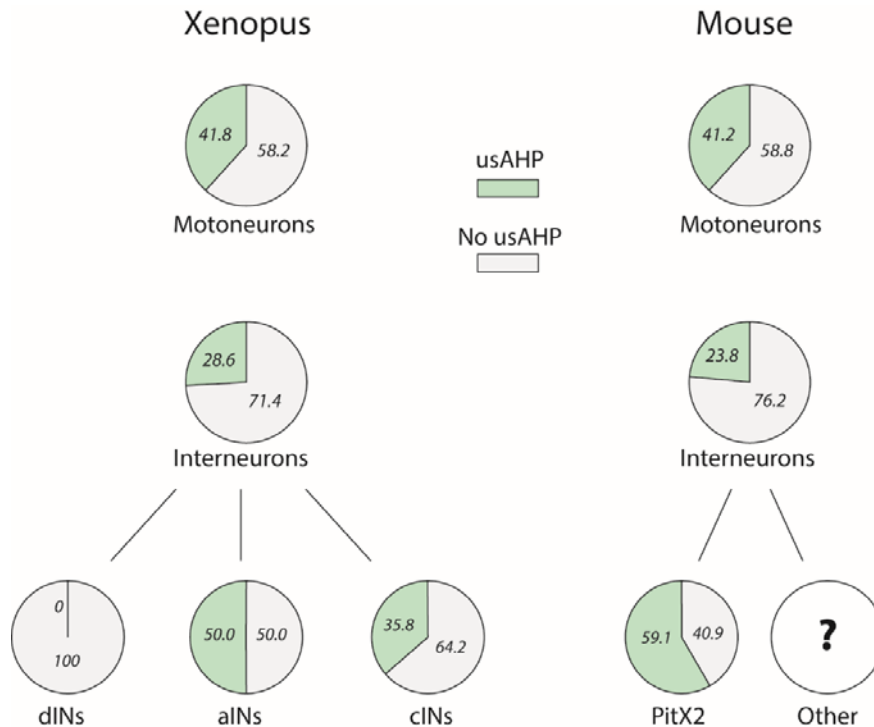 Xenopus
Mouse
41.8
58.2
Motoneurons
usAHP
No usAHP
41.2
58.8
Motoneurons
28.6
71.4
Interneurons
23.8
76.2
Interneurons
0
100
dINs
50.0
50.0
aINs
35.8
64.2
cINs
59.1
40.9
PitX2
?
Other